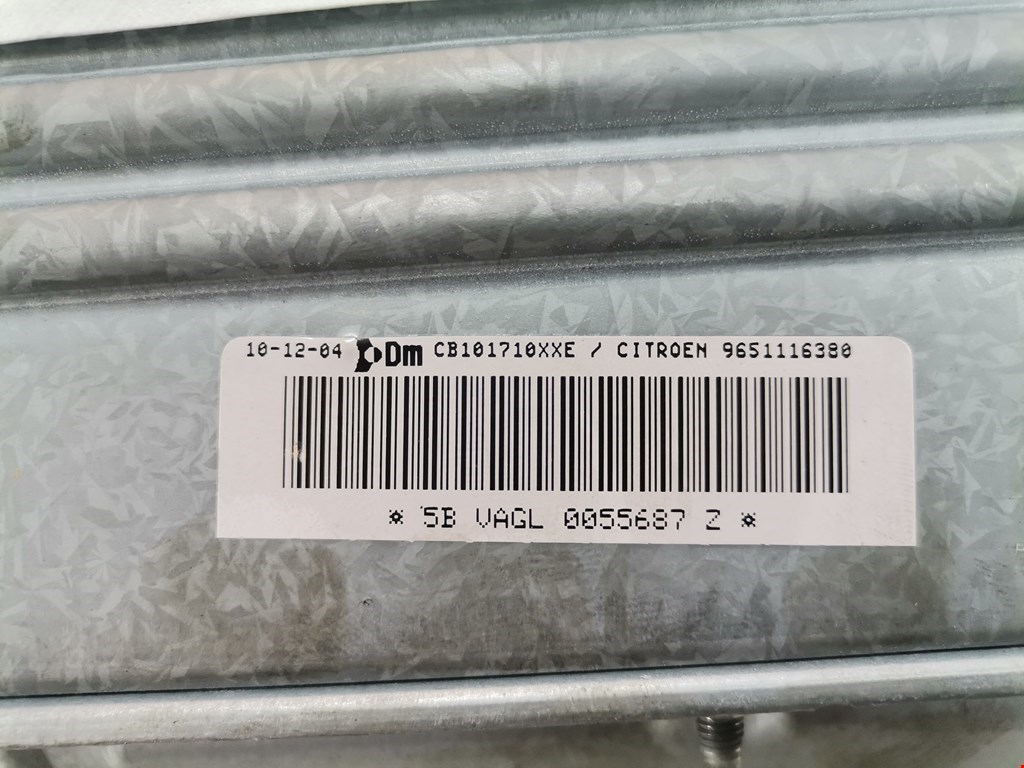 10-12-04 Dm CB101710XXE / CITROEN 9651116380
* 5B VAGL 0055687 Z *